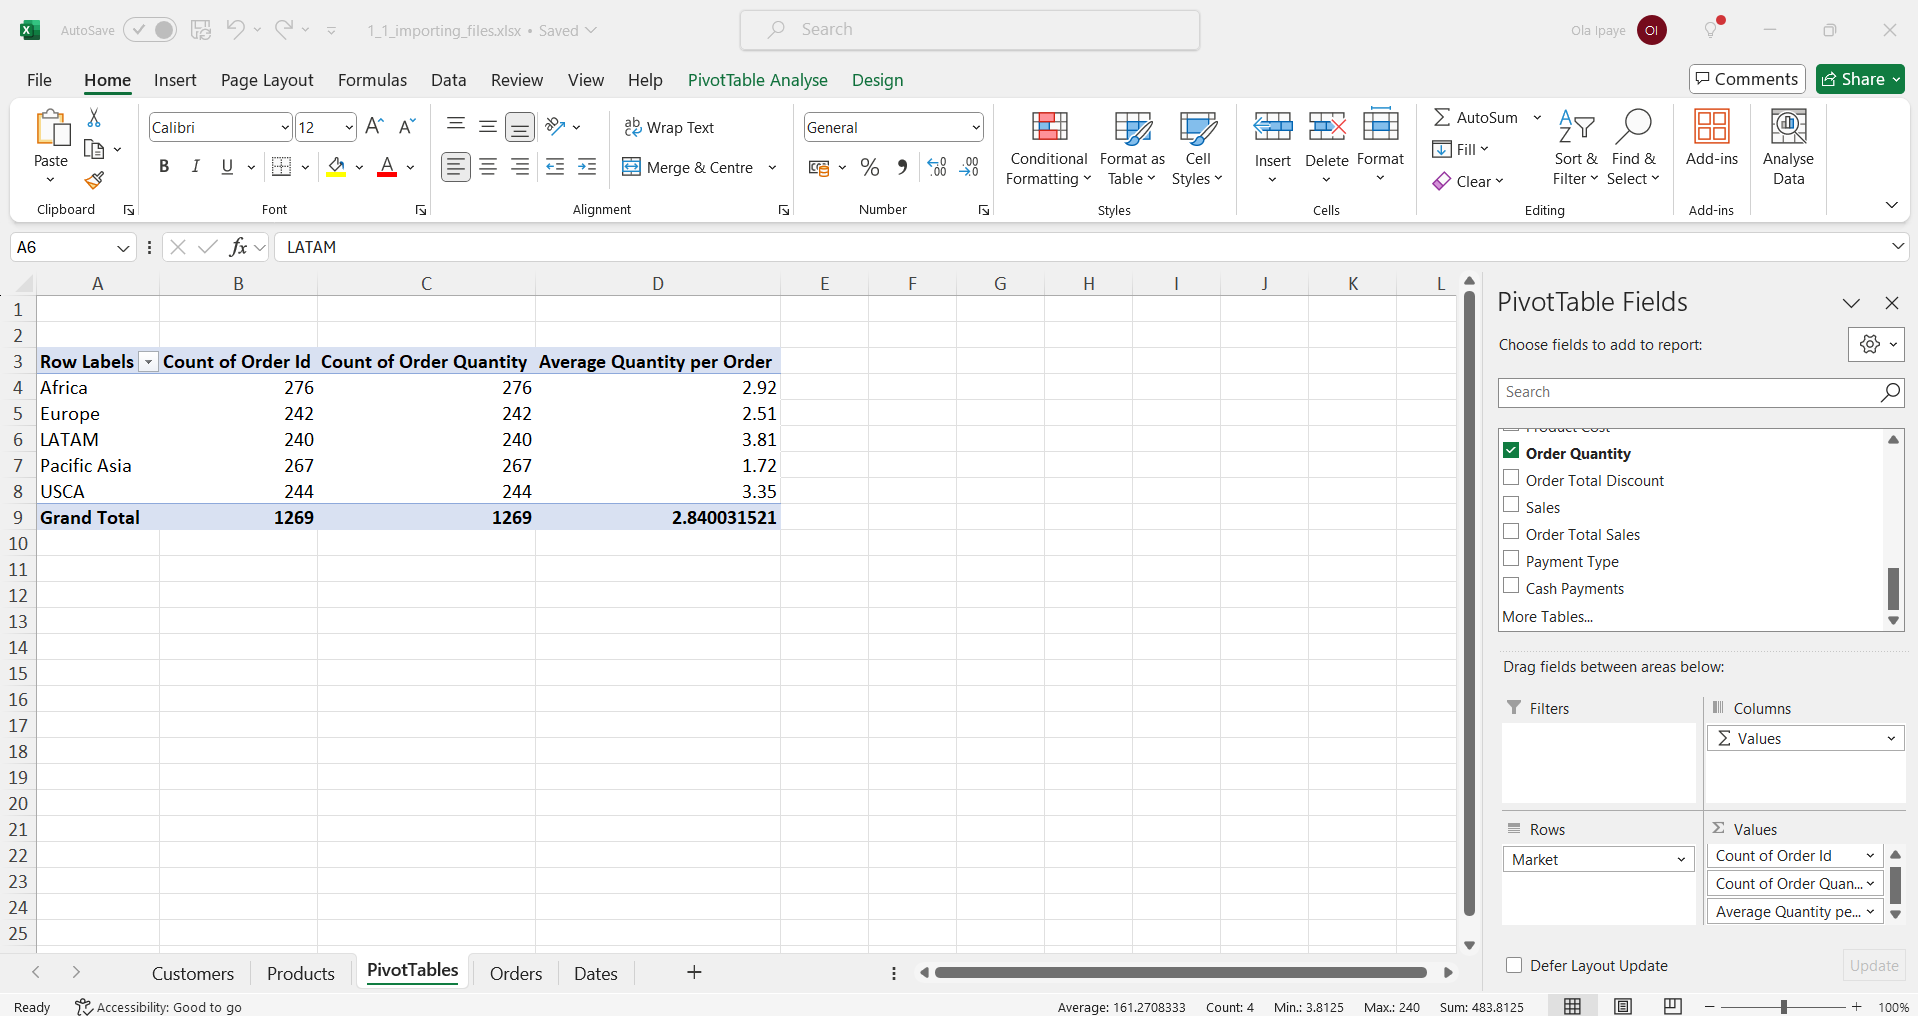 AutoSave
1_1_importing_files.xlsx • Saved
Search
Ola Ipaye
OI
File Home Insert Page Layout Formulas Data Review View Help PivotTable Analyse Design
Comments
Share
Paste
Clipboard
Calibri
12
B I U
Font
Wrap Text
Merge & Centre
Alignment
General
Number
Conditional Formatting
Format as Table
Cell Styles
Styles
Insert
Delete
Format
Cells
AutoSum
Fill
Clear
Sort & Filter
Find & Select
Editing
Add-ins
Add-ins
Analyse Data
A6
fx
LATAM
A B C D E F G H I J K L
1
2
3 Row Labels Count of Order Id Count of Order Quantity Average Quantity per Order
4 Africa 276 276 2.92
5 Europe 242 242 2.51
6 LATAM 240 240 3.81
7 Pacific Asia 267 267 1.72
8 USCA 244 244 3.35
9 Grand Total 1269 1269 2.840031521
10
11
12
13
14
15
16
17
18
19
20
21
22
23
24
25
PivotTable Fields
Choose fields to add to report:
Search
Product Cost
Order Quantity
Order Total Discount
Sales
Order Total Sales
Payment Type
Cash Payments
More Tables...
Drag fields between areas below:
Filters
Columns
Σ Values
Rows
Market
Σ Values
Count of Order Id
Count of Order Quan...
Average Quantity pe...
Defer Layout Update
Update
Customers Products PivotTables Orders Dates
Ready
Accessibility: Good to go
Average: 161.2708333 Count: 4 Min.: 3.8125 Max.: 240 Sum: 483.8125
100%